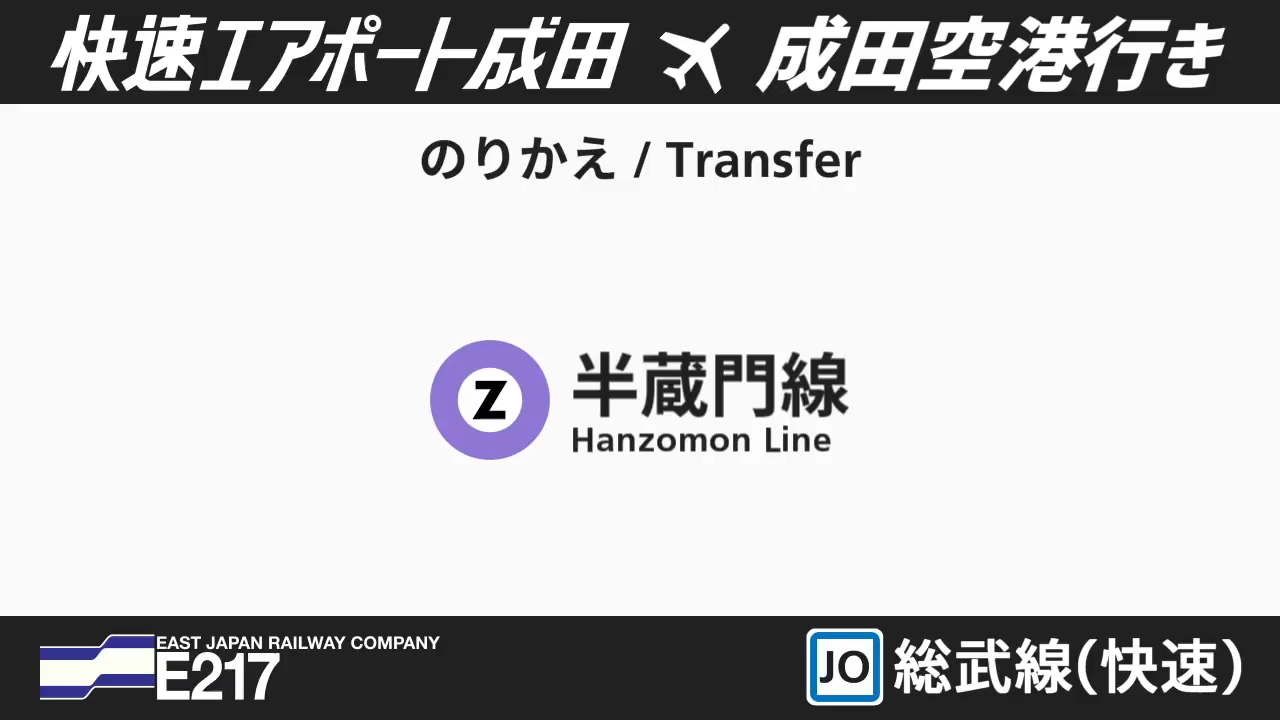 快速エアポート成田 ✈ 成田空港行き
のりかえ / Transfer
Z 半蔵門線
Hanzomon Line
EAST JAPAN RAILWAY COMPANY
E217
JO 総武線(快速)